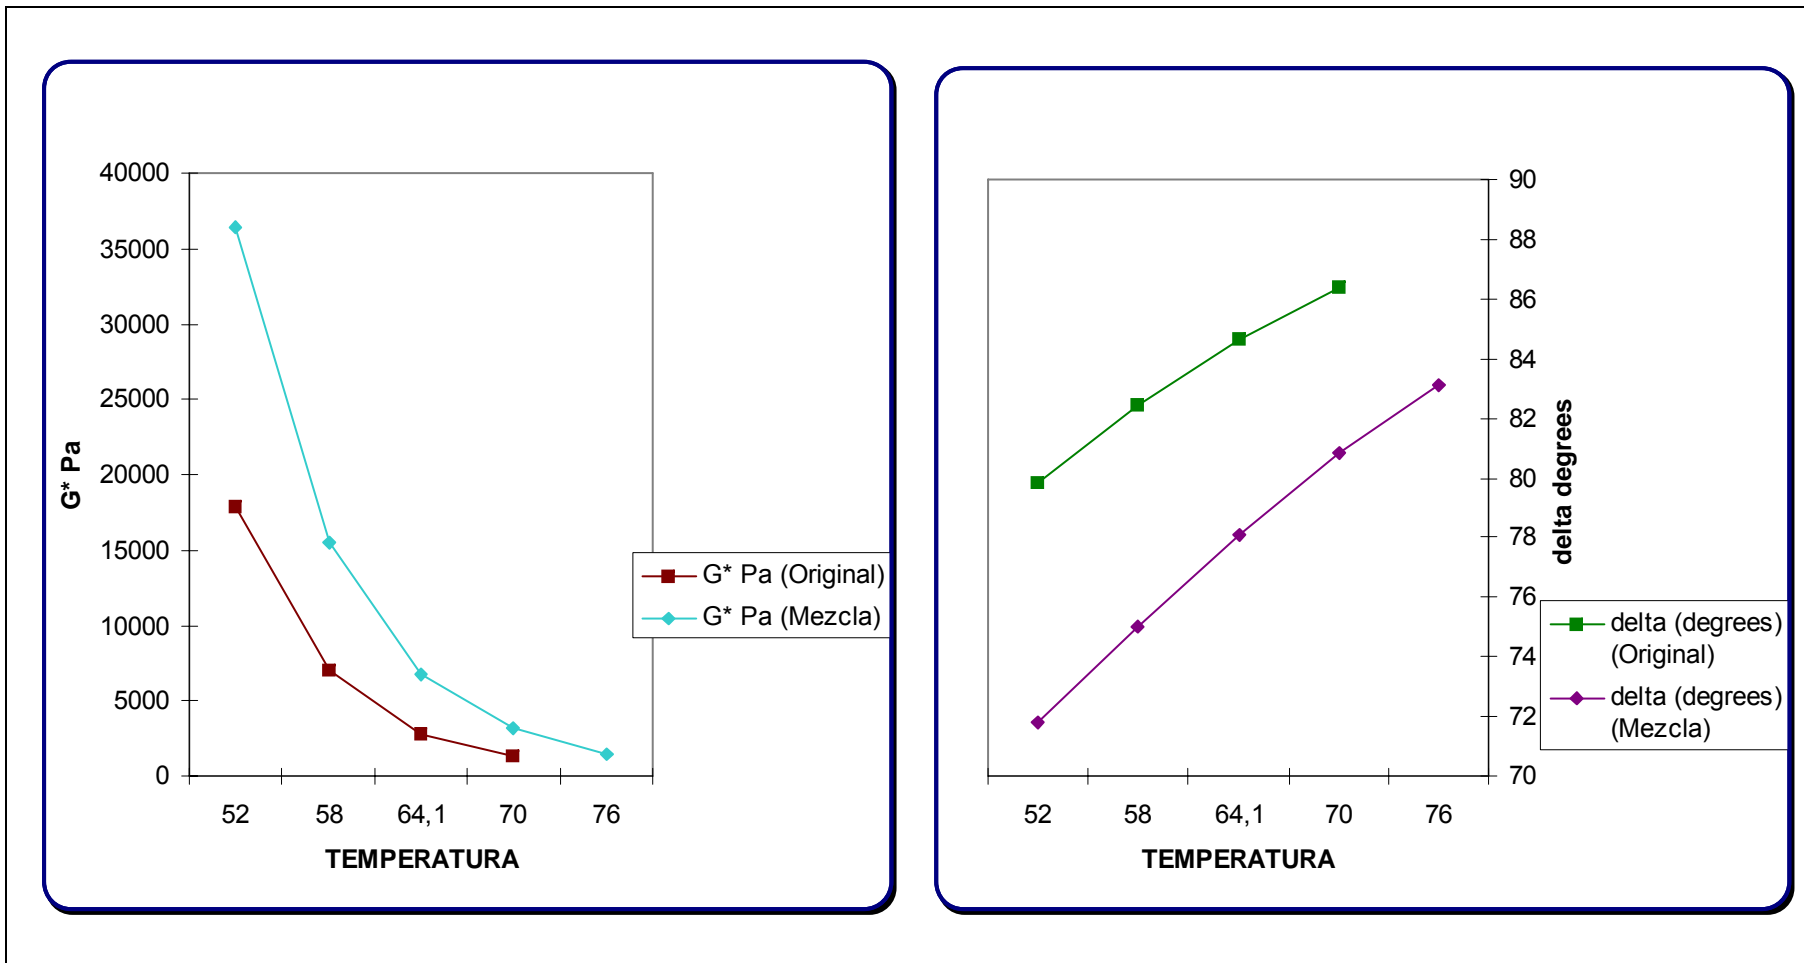 40000
35000
30000
25000
20000
15000
10000
5000
0
G* Pa
52 58 64,1 70 76
TEMPERATURA
G* Pa (Original)
G* Pa (Mezcla)
90
88
86
84
82
80
78
76
74
72
70
delta degrees
52 58 64,1 70 76
TEMPERATURA
delta (degrees)
(Original)
delta (degrees)
(Mezcla)